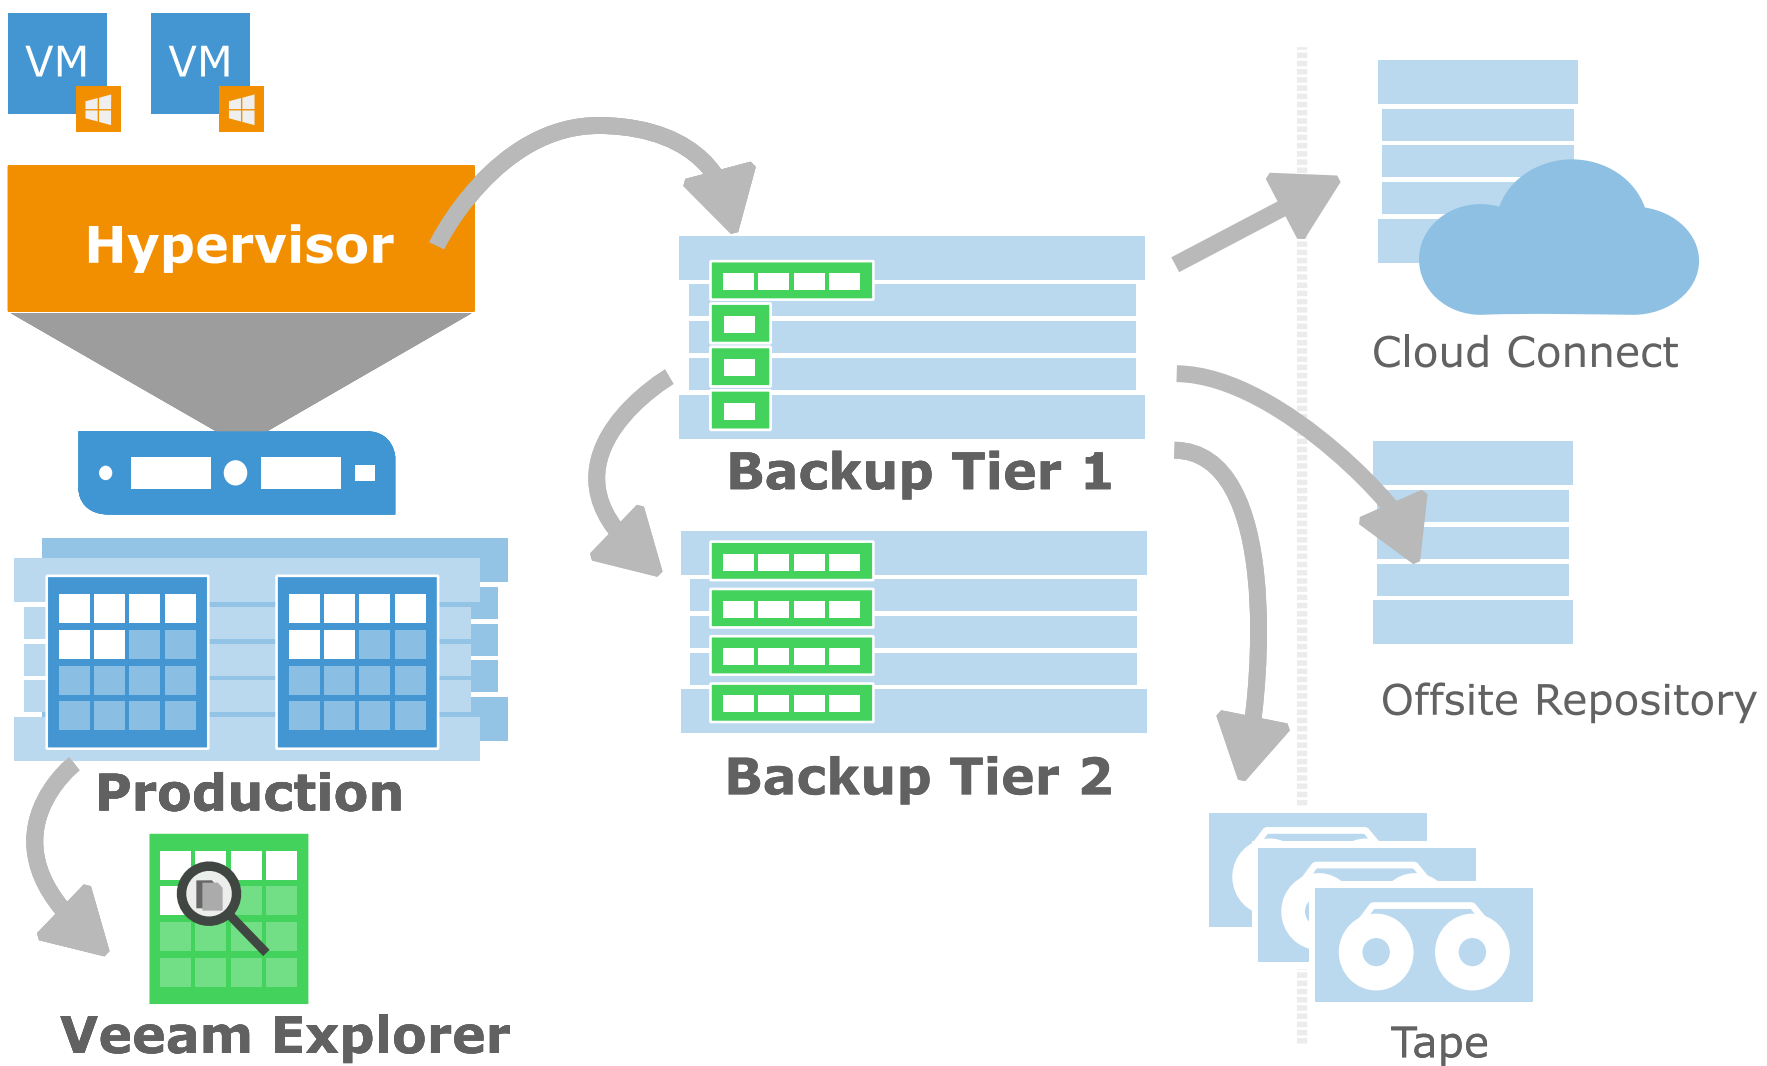 VM
VM
Hypervisor
Production
Veeam Explorer
Backup Tier 1
Backup Tier 2
Cloud Connect
Offsite Repository
Tape